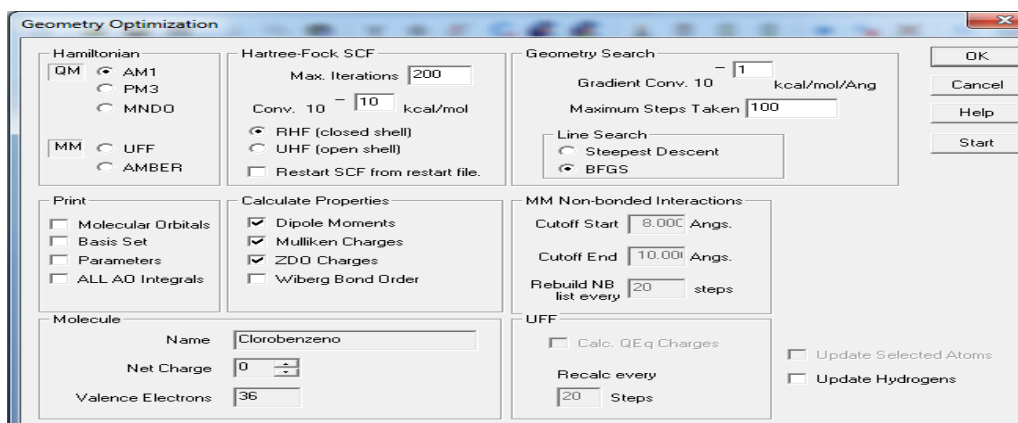 Geometry Optimization
Hamiltonian
QM AM1
PM3
MNDO
MM UFF
AMBER
Hartree-Fock SCF
Max. Iterations 200
Conv. 10 - 10 kcal/mol
RHF (closed shell)
UHF (open shell)
Restart SCF from restart file.
Geometry Search
Gradient Conv. 10 - 1 kcal/mol/Ang
Maximum Steps Taken 100
Line Search
Steepest Descent
BFGS
OK
Cancel
Help
Start
Print
Molecular Orbitals
Basis Set
Parameters
ALL AO Integrals
Calculate Properties
Dipole Moments
Mulliken Charges
ZDO Charges
Wiberg Bond Order
MM Non-bonded Interactions
Cutoff Start 8.000 Angs.
Cutoff End 10.00 Angs.
Rebuild NB
list every 20 steps
Molecule
Name Clorobenzeno
Net Charge 0
Valence Electrons 36
UFF
Calc. QEq Charges
Recalc every
20 Steps
Update Selected Atoms
Update Hydrogens